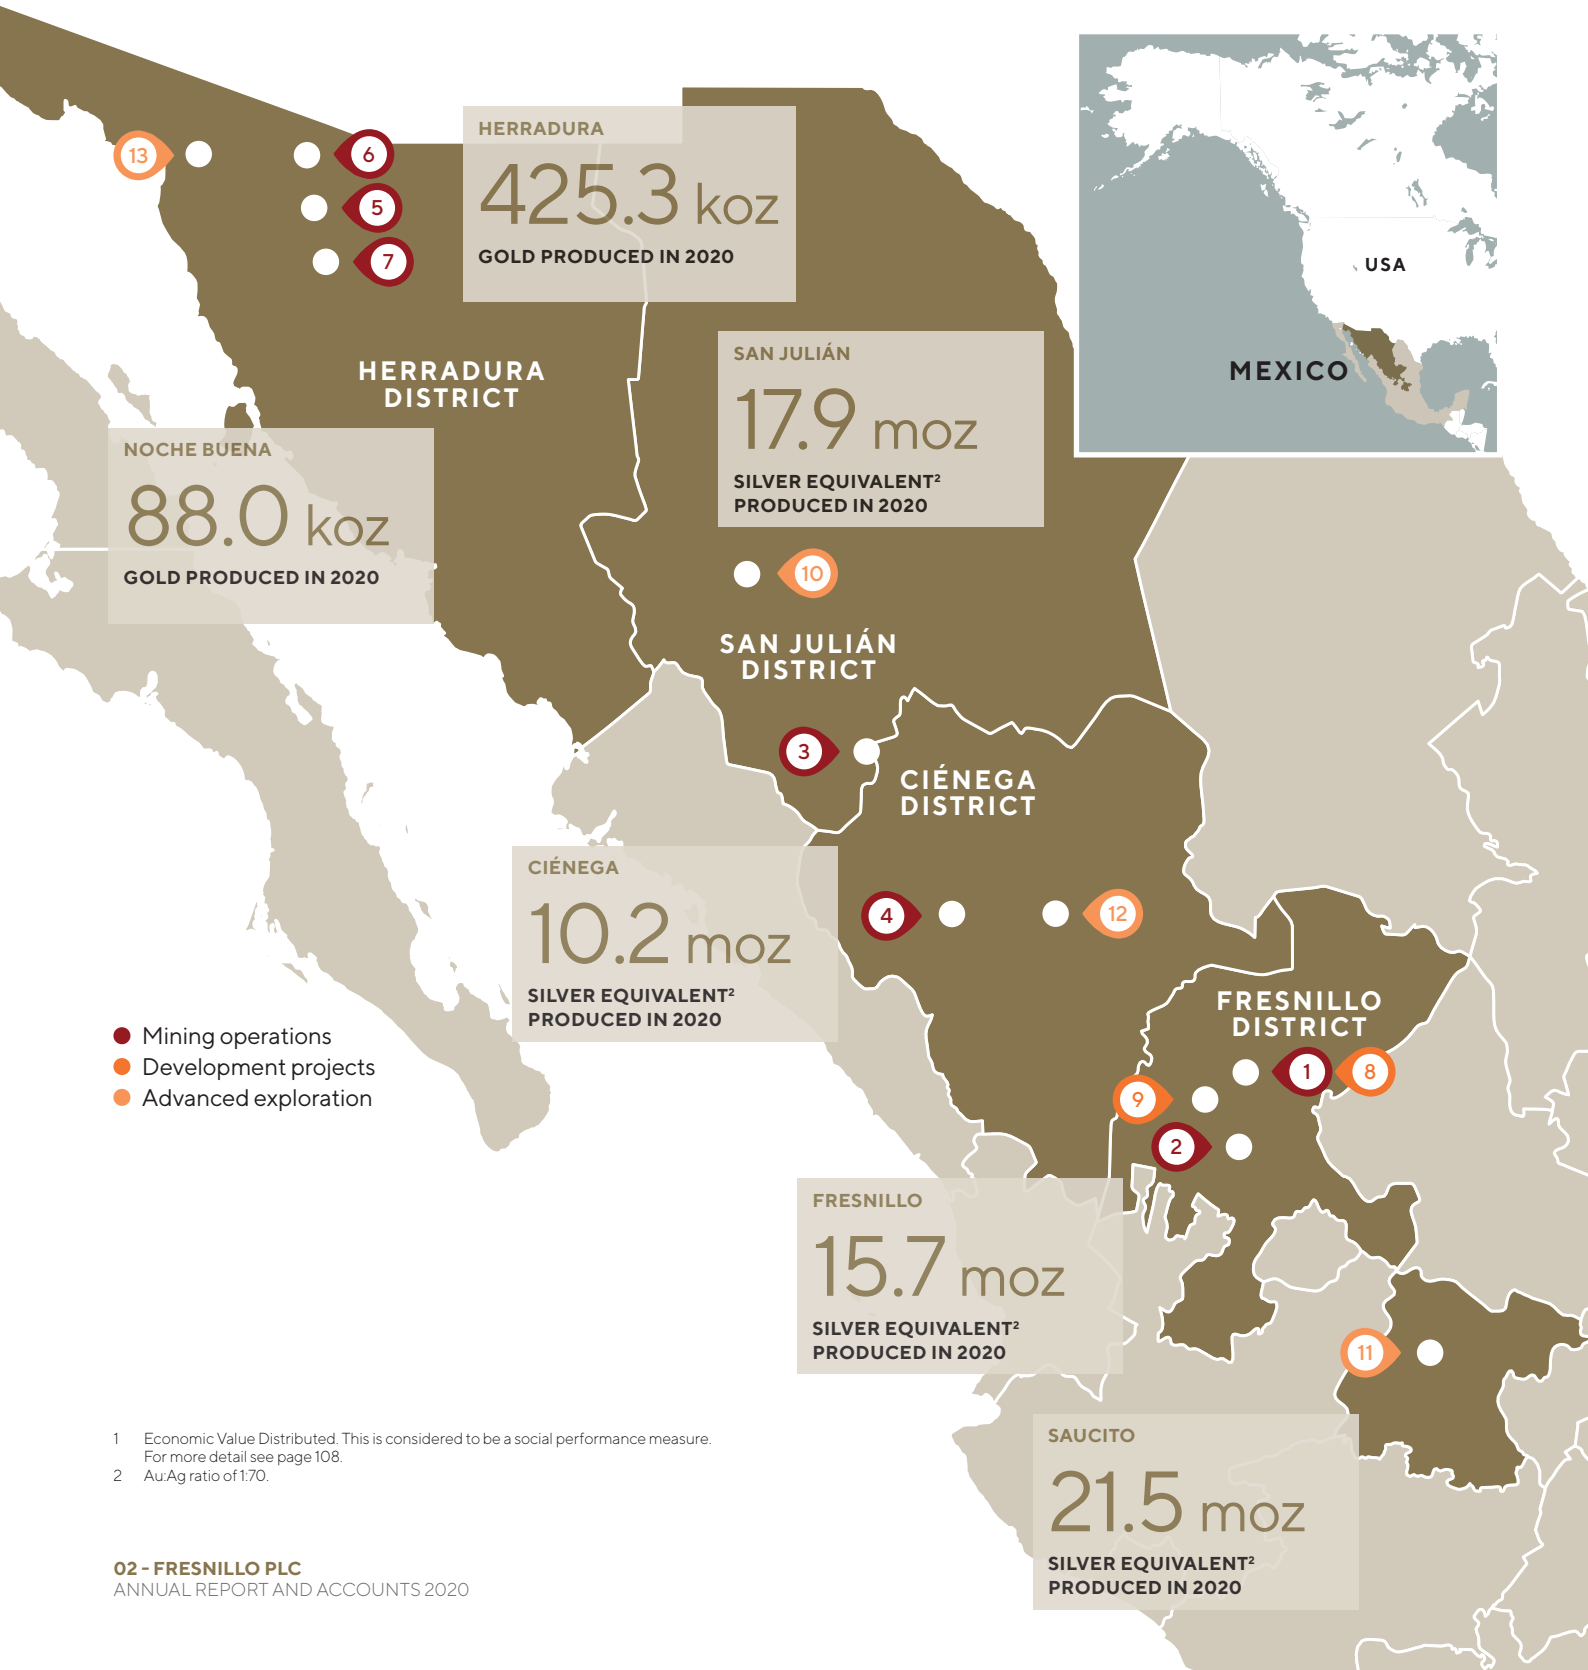 13
6
5
7
HERRADURA
425.3 koz
GOLD PRODUCED IN 2020
USA
MEXICO
HERRADURA
DISTRICT
SAN JULIÁN
17.9 moz
SILVER EQUIVALENT²
PRODUCED IN 2020
NOCHE BUENA
88.0 koz
GOLD PRODUCED IN 2020
10
SAN JULIÁN
DISTRICT
3
CIÉNEGA
DISTRICT
CIÉNEGA
10.2 moz
SILVER EQUIVALENT²
PRODUCED IN 2020
4
12
FRESNILLO
DISTRICT
Mining operations
Development projects
Advanced exploration
1
8
9
2
FRESNILLO
15.7 moz
SILVER EQUIVALENT²
PRODUCED IN 2020
11
SAUCITO
21.5 moz
SILVER EQUIVALENT²
PRODUCED IN 2020
1 Economic Value Distributed. This is considered to be a social performance measure.
For more detail see page 108.
2 Au:Ag ratio of 1:70.
02 - FRESNILLO PLC
ANNUAL REPORT AND ACCOUNTS 2020